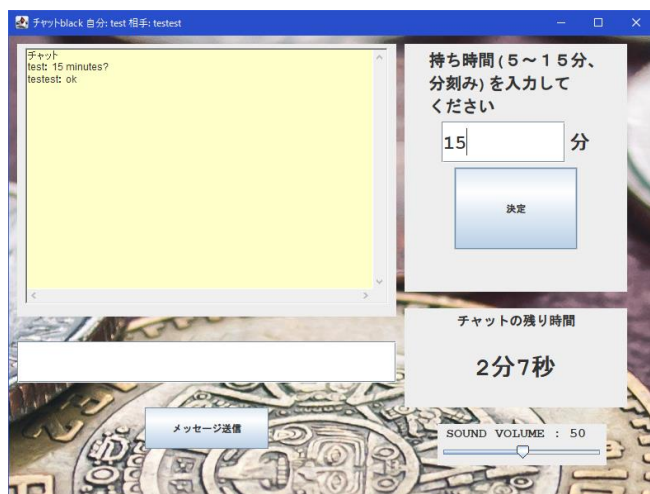 チャットblack 自分: test 相手: testest
チャット
test: 15 minutes?
testest: ok
持ち時間(５～１５分、
分刻み)を入力して
ください
15 分
決定
チャットの残り時間
2分7秒
メッセージ送信
SOUND VOLUME : 50